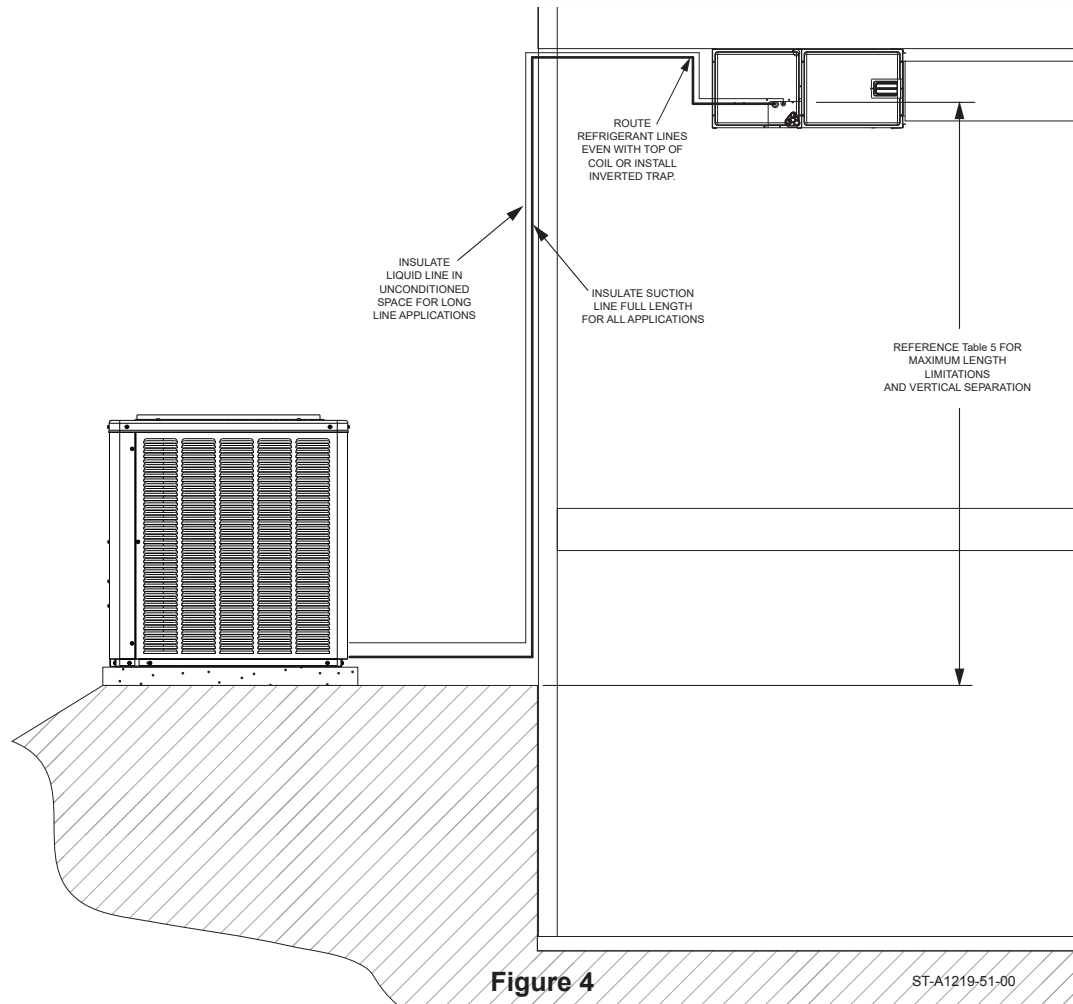 ROUTE
REFRIGERANT LINES
EVEN WITH TOP OF
COIL OR INSTALL
INVERTED TRAP.
INSULATE
LIQUID LINE IN
UNCONDITIONED
SPACE FOR LONG
LINE APPLICATIONS
INSULATE SUCTION
LINE FULL LENGTH
FOR ALL APPLICATIONS
REFERENCE Table 5 FOR
MAXIMUM LENGTH
LIMITATIONS
AND VERTICAL SEPARATION
Figure 4
ST-A1219-51-00